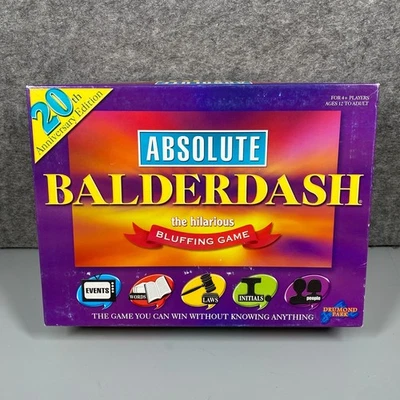 20th
Anniversary Edition
FOR 4+ PLAYERS
AGES 12 TO ADULT
ABSOLUTE
BALDERDASH
the hilarious
BLUFFING GAME
EVENTS
WORDS
LAWS
INITIALS
people
THE GAME YOU CAN WIN WITHOUT KNOWING ANYTHING
DRUMOND
PARK